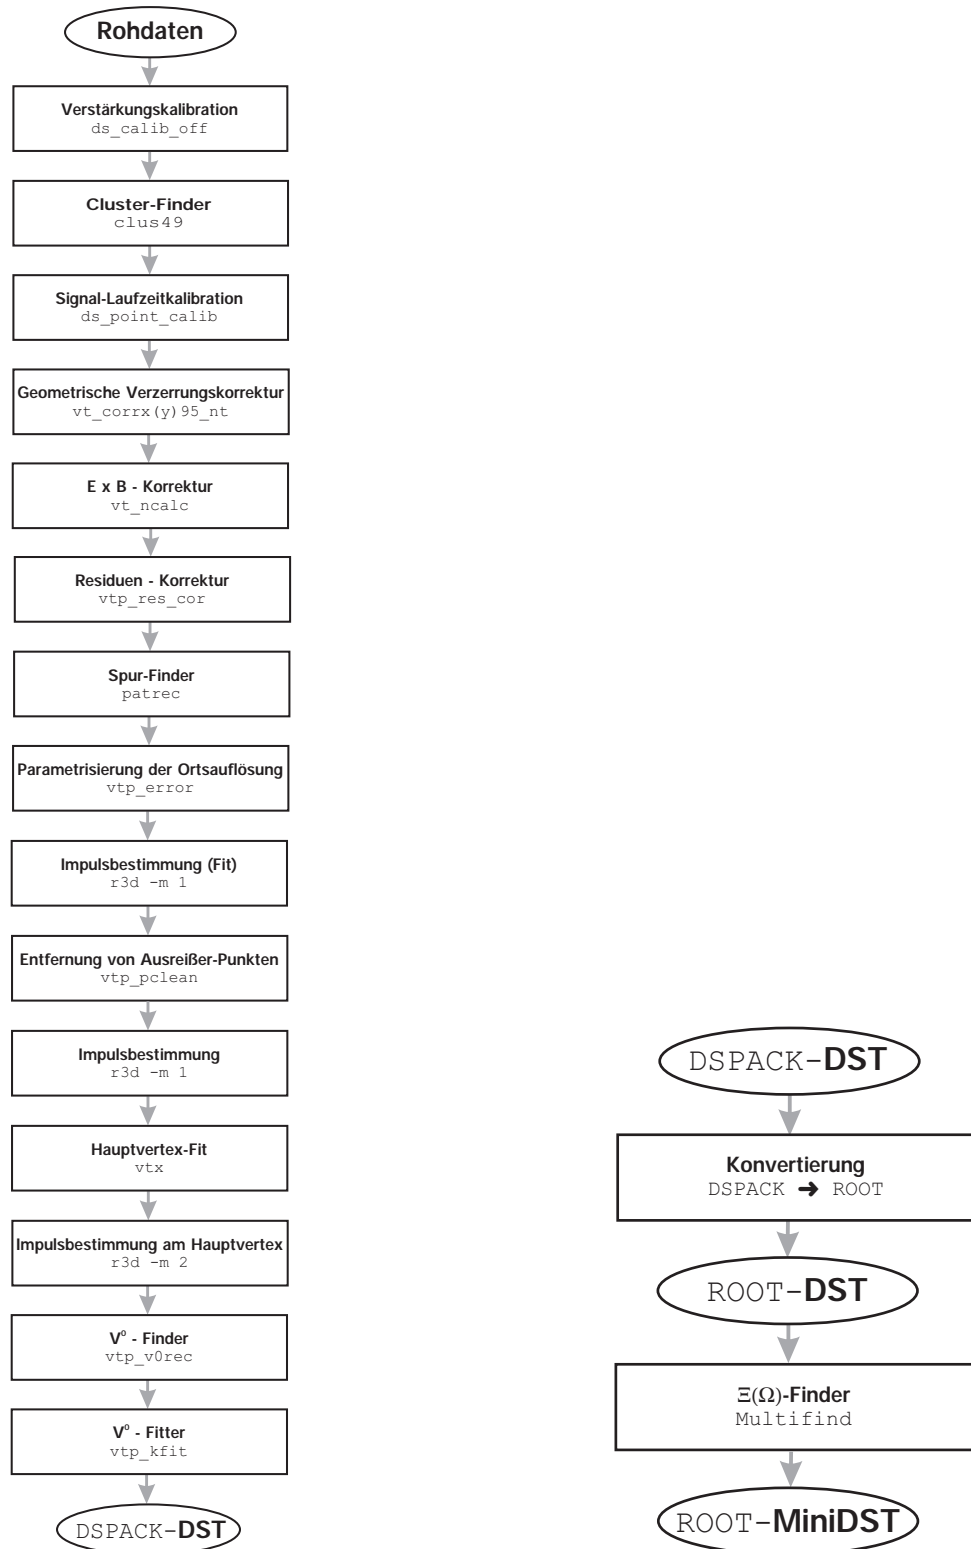 Rohdaten
Verstärkungskalibration
ds_calib_off
Cluster-Finder
clus49
Signal-Laufzeitkalibration
ds_point_calib
Geometrische Verzerrungskorrektur
vt_corrx(y)95_nt
E x B - Korrektur
vt_ncalc
Residuen - Korrektur
vtp_res_cor
Spur-Finder
patrec
Parametrisierung der Ortsauflösung
vtp_error
Impulsbestimmung (Fit)
r3d -m 1
Entfernung von Ausreißer-Punkten
vtp_pclean
Impulsbestimmung
r3d -m 1
Hauptvertex-Fit
vtx
Impulsbestimmung am Hauptvertex
r3d -m 2
V° - Finder
vtp_v0rec
V° - Fitter
vtp_kfit
DSPACK-DST
DSPACK-DST
Konvertierung
DSPACK ➜ ROOT
ROOT-DST
Ξ(Ω)-Finder
Multifind
ROOT-MiniDST